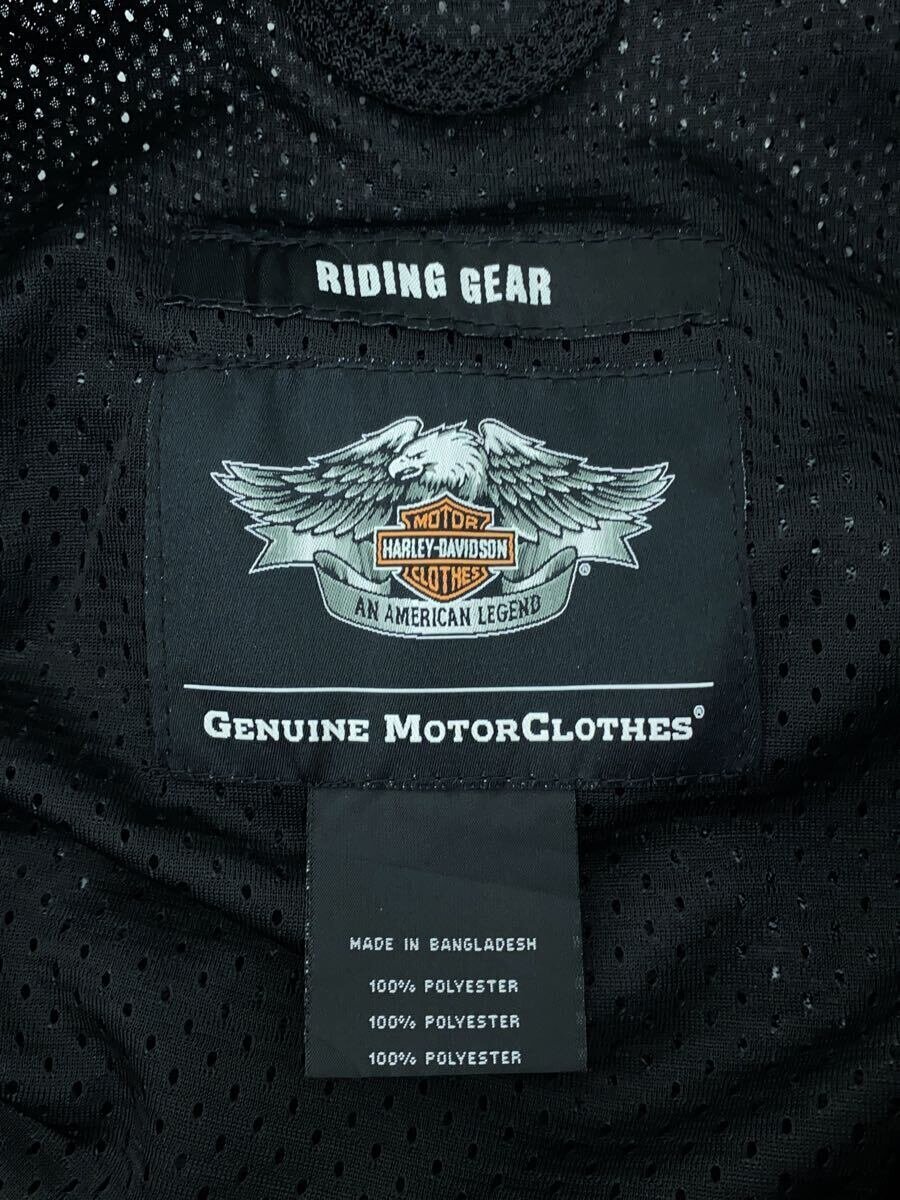 RIDING GEAR
MOTOR
HARLEY-DAVIDSON
CLOTHES
®
AN AMERICAN LEGEND
GENUINE MOTORCLOTHES®
MADE IN BANGLADESH
100% POLYESTER
100% POLYESTER
100% POLYESTER